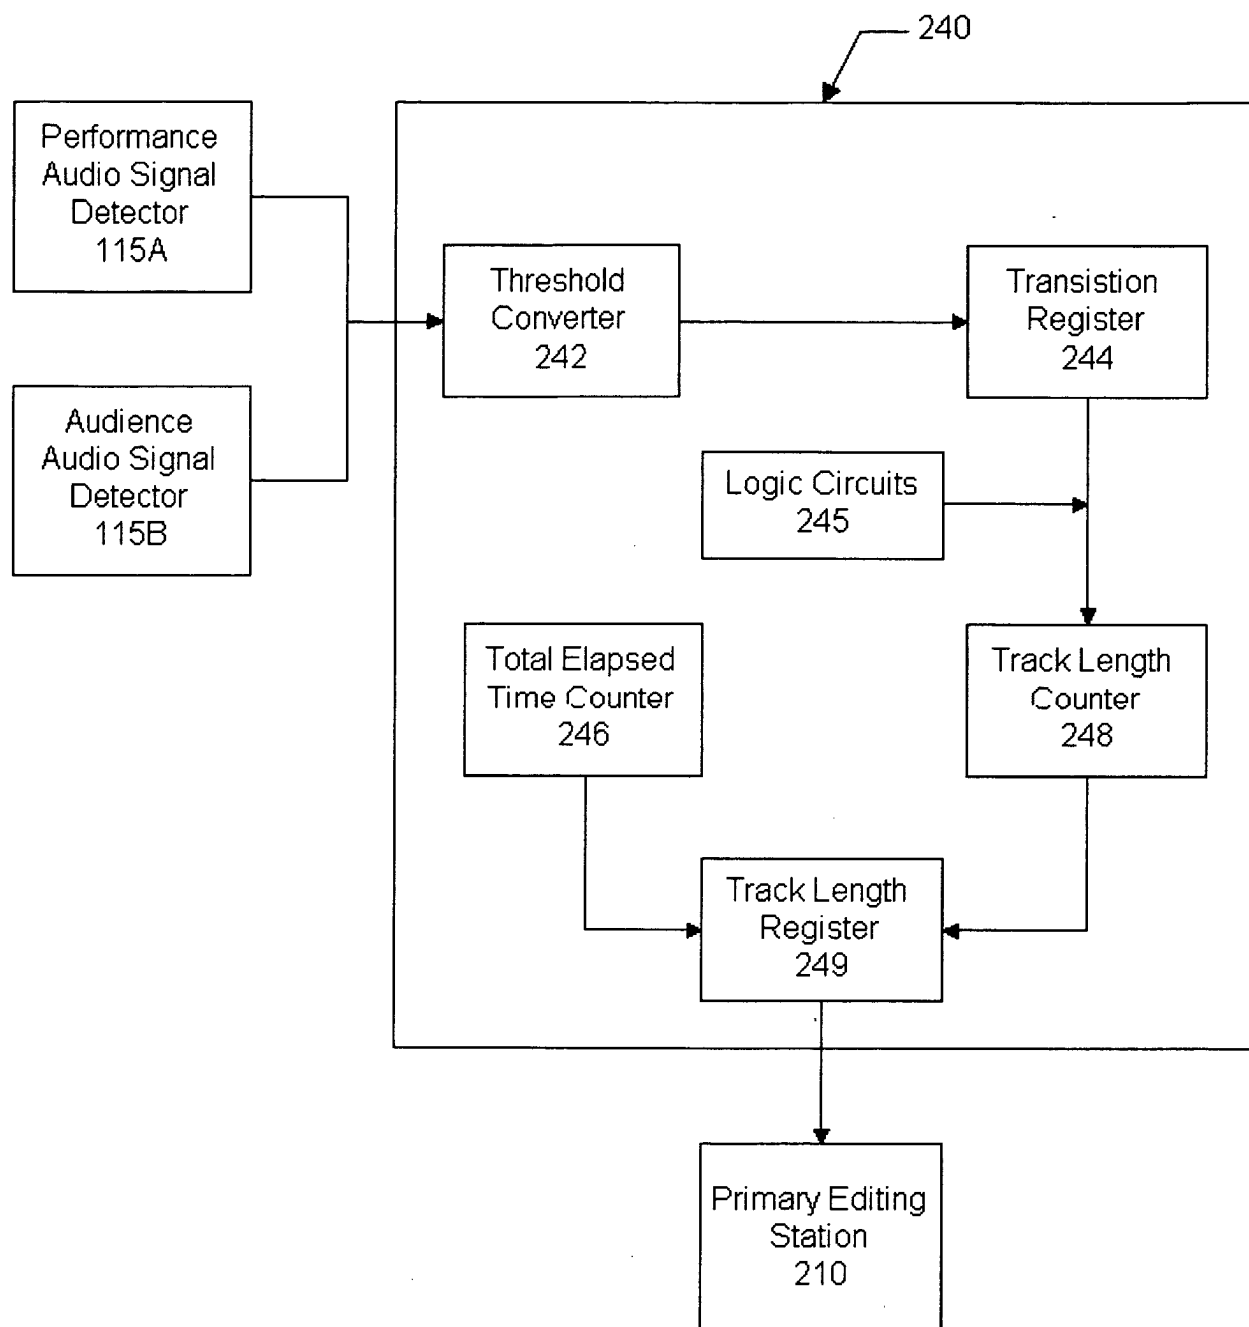 240
Performance
Audio Signal
Detector
115A
Threshold
Converter
242
Transistion
Register
244
Audience
Audio Signal
Detector
115B
Logic Circuits
245
Total Elapsed
Time Counter
246
Track Length
Counter
248
Track Length
Register
249
Primary Editing
Station
210